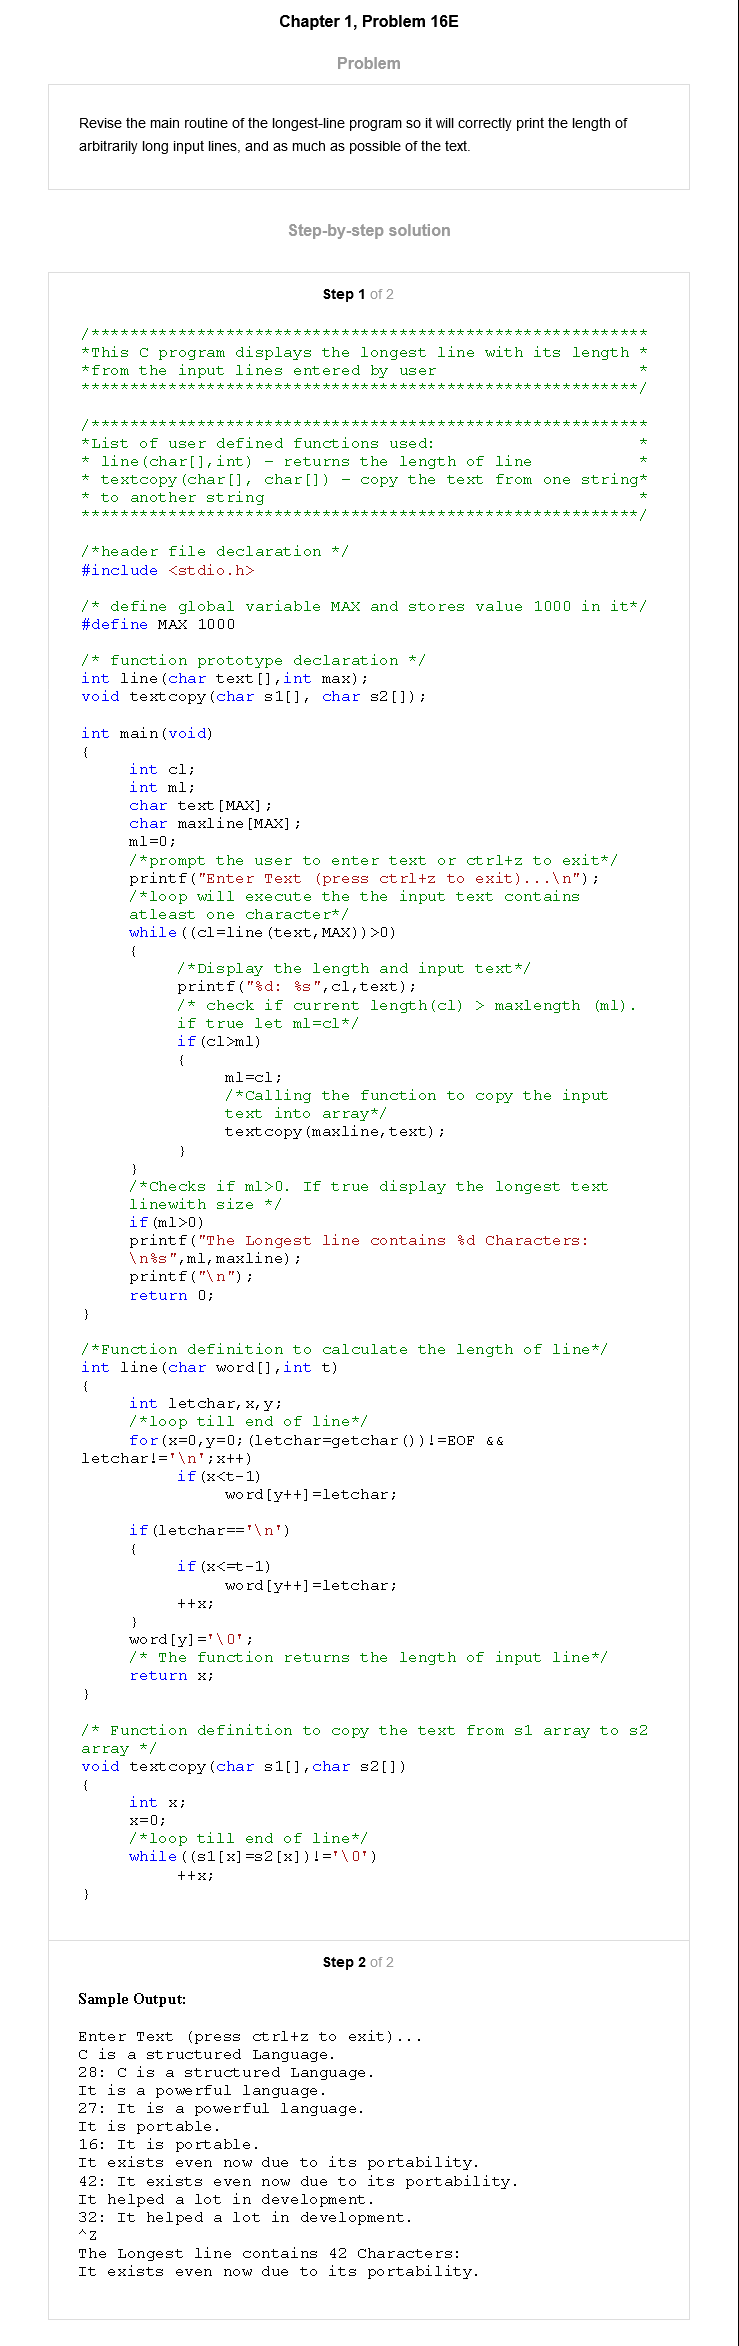 Chapter 1, Problem 16E
Problem
Revise the main routine of the longest-line program so it will correctly print the length of
arbitrarily long input lines, and as much as possible of the text.
Step-by-step solution
Step 1 of 2
/**********************************************************
*This C program displays the longest line with its length *
*from the input lines entered by user                     *
**********************************************************/
/**********************************************************
*List of user defined functions used:                     *
* line(char[],int) – returns the length of line           *
* textcopy(char[], char[]) – copy the text from one string*
* to another string                                       *
**********************************************************/
/*header file declaration */
#include <stdio.h>
/* define global variable MAX and stores value 1000 in it*/
#define MAX 1000
/* function prototype declaration */
int line(char text[],int max);
void textcopy(char s1[], char s2[]);
int main(void)
{
int cl;
int ml;
char text[MAX];
char maxline[MAX];
ml=0;
/*prompt the user to enter text or ctrl+z to exit*/
printf("Enter Text (press ctrl+z to exit)...\n");
/*loop will execute the the input text contains
atleast one character*/
while((cl=line(text,MAX))>0)
{
/*Display the length and input text*/
printf("%d: %s",cl,text);
/* check if current length(cl) > maxlength (ml).
if true let ml=cl*/
if(cl>ml)
{
ml=cl;
/*Calling the function to copy the input
text into array*/
textcopy(maxline,text);
}
}
/*Checks if ml>0. If true display the longest text
linewith size */
if(ml>0)
printf("The Longest line contains %d Characters:
\n%s",ml,maxline);
printf("\n");
return 0;
}
/*Function definition to calculate the length of line*/
int line(char word[],int t)
{
int letchar,x,y;
/*loop till end of line*/
for(x=0,y=0;(letchar=getchar())!=EOF &&
letchar!='\n';x++)
if(x<t-1)
word[y++]=letchar;
if(letchar=='\n')
{
if(x<=t-1)
word[y++]=letchar;
++x;
}
word[y]='\0';
/* The function returns the length of input line*/
return x;
}
/* Function definition to copy the text from s1 array to s2
array */
void textcopy(char s1[],char s2[])
{
int x;
x=0;
/*loop till end of line*/
while((s1[x]=s2[x])!='\0')
++x;
}
Step 2 of 2
Sample Output:
Enter Text (press ctrl+z to exit)...
C is a structured Language.
28: C is a structured Language.
It is a powerful language.
27: It is a powerful language.
It is portable.
16: It is portable.
It exists even now due to its portability.
42: It exists even now due to its portability.
It helped a lot in development.
32: It helped a lot in development.
^Z
The Longest line contains 42 Characters:
It exists even now due to its portability.